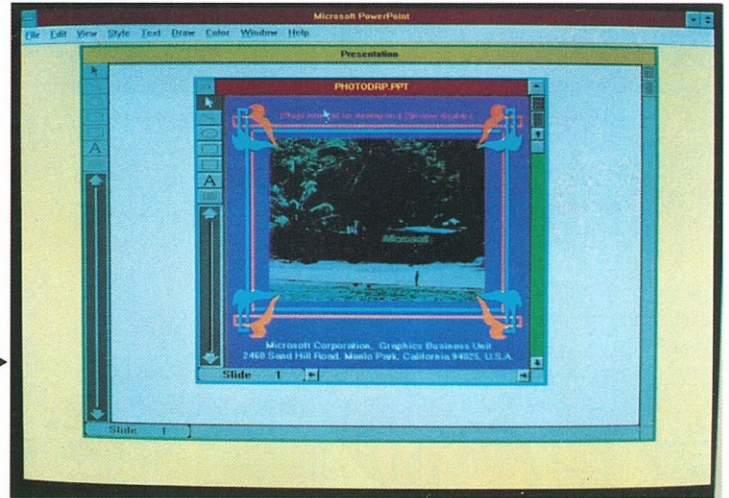 Microsoft PowerPoint
File Edit View Style Text Draw Color Window Help
Presentation
PHOTODRP.PPT
A
A
Microsoft
Microsoft Corporation, Graphics Business Unit
2460 Sand Hill Road, Menlo Park, California 94025, U.S.A.
Slide 1
Slide 1